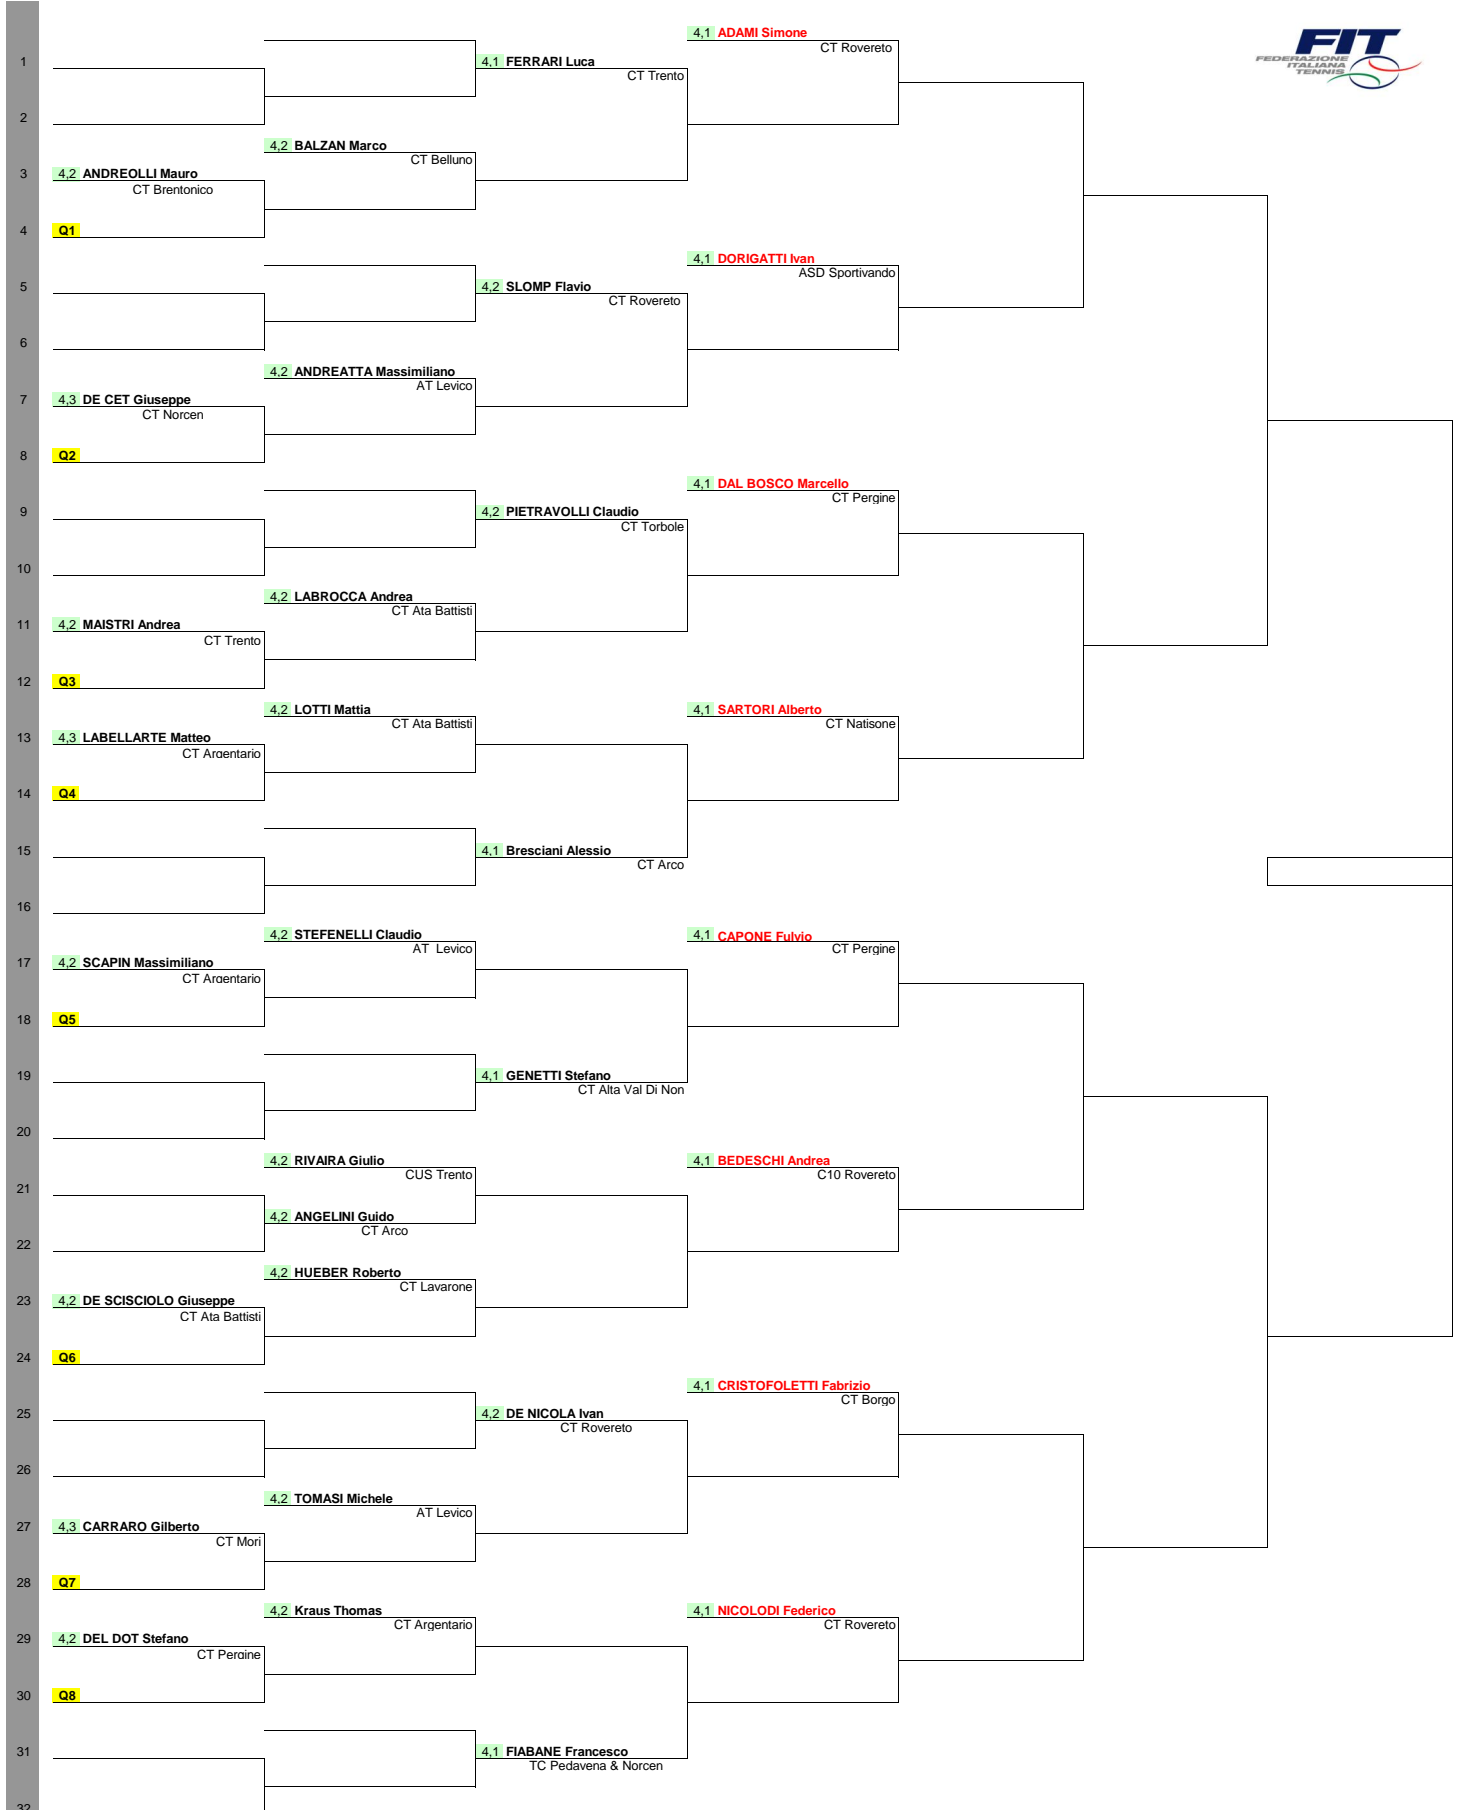 4,1 ADAMI Simone
CT Rovereto
FIT
FEDERAZIONE
ITALIANA
TENNIS
1
4,1 FERRARI Luca
CT Trento
2
4,2 BALZAN Marco
CT Belluno
3
4,2 ANDREOLLI Mauro
CT Brentonico
4
Q1
4,1 DORIGATTI Ivan
ASD Sportivando
5
4,2 SLOMP Flavio
CT Rovereto
6
4,2 ANDREATTA Massimiliano
AT Levico
7
4,3 DE CET Giuseppe
CT Norcen
8
Q2
4,1 DAL BOSCO Marcello
CT Pergine
9
4,2 PIETRAVOLLI Claudio
CT Torbole
10
4,2 LABROCCA Andrea
CT Ata Battisti
11
4,2 MAISTRI Andrea
CT Trento
12
Q3
4,2 LOTTI Mattia
CT Ata Battisti
4,1 SARTORI Alberto
CT Natisone
13
4,3 LABELLARTE Matteo
CT Argentario
14
Q4
15
4,1 Bresciani Alessio
CT Arco
16
4,2 STEFENELLI Claudio
AT Levico
4,1 CAPONE Fulvio
CT Pergine
17
4,2 SCAPIN Massimiliano
CT Argentario
18
Q5
19
4,1 GENETTI Stefano
CT Alta Val Di Non
20
4,2 RIVAIRA Giulio
CUS Trento
4,1 BEDESCHI Andrea
C10 Rovereto
21
4,2 ANGELINI Guido
CT Arco
22
4,2 HUEBER Roberto
CT Lavarone
23
4,2 DE SCISCIOLO Giuseppe
CT Ata Battisti
24
Q6
4,1 CRISTOFOLETTI Fabrizio
CT Borgo
25
4,2 DE NICOLA Ivan
CT Rovereto
26
4,2 TOMASI Michele
AT Levico
27
4,3 CARRARO Gilberto
CT Mori
28
Q7
4,2 Kraus Thomas
CT Argentario
4,1 NICOLODI Federico
CT Rovereto
29
4,2 DEL DOT Stefano
CT Pergine
30
Q8
31
4,1 FIABANE Francesco
TC Pedavena & Norcen
32